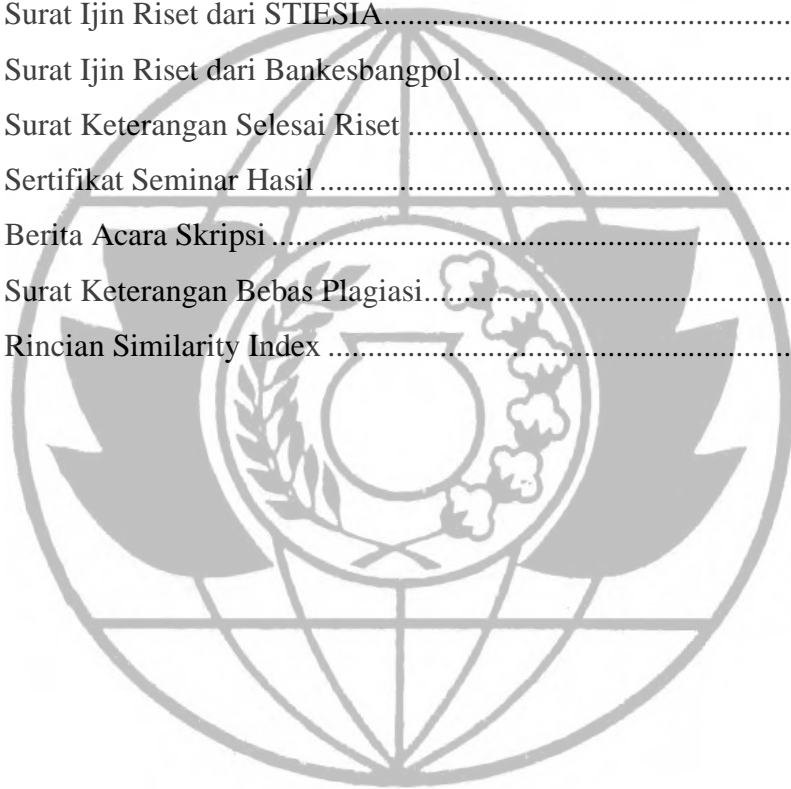 Surat Ijin Riset dari STIESIA...................................................
Surat Ijin Riset dari Bankesbangpol.........................................
Surat Keterangan Selesai Riset ................................................
Sertifikat Seminar Hasil ...........................................................
Berita Acara Skripsi .................................................................
Surat Keterangan Bebas Plagiasi..............................................
Rincian Similarity Index ..........................................................